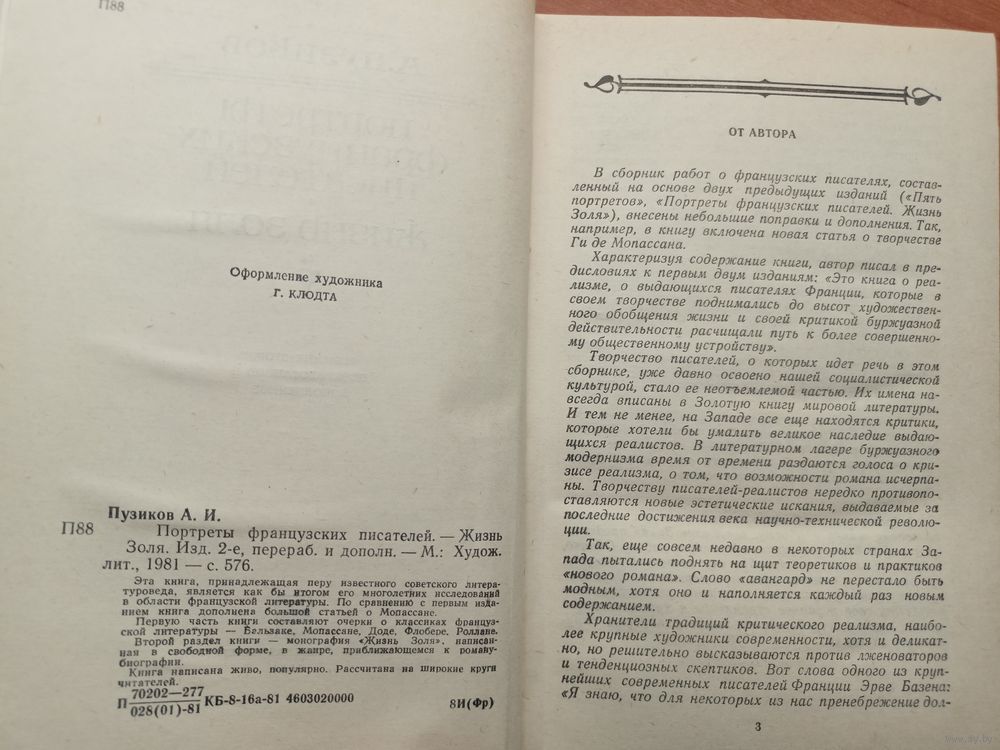 П88
Оформление художника
Г. КЛОДТА
Пузиков А. И.
П88
Портреты французских писателей. — Жизнь
Золя. Изд. 2-е, перераб. и дополн. — М.: Худож.
лит., 1981 — с. 576.
Эта книга, принадлежащая перу известного советского литера-
туроведа, является как бы итогом его многолетних исследований
в области французской литературы. По сравнению с первым изда-
нием книга дополнена большой статьей о Мопассане.
Первую часть книги составляют очерки о классиках француз-
ской литературы — Бальзаке, Мопассане, Доде, Флобере, Роллане.
Второй раздел книги — монография «Жизнь Золя», написан-
ная в свободной форме, в жанре, приближающемся к роману-
биографии.
Книга написана живо, популярно. Рассчитана на широкие круги
читателей.
П 70202—277
028(01)-81 КБ-8-16а-81 4603020000
8И(Фр)
ОТ АВТОРА
В сборник работ о французских писателях, состав-
ленный на основе двух предыдущих изданий («Пять
портретов», «Портреты французских писателей. Жизнь
Золя»), внесены небольшие поправки и дополнения. Так,
например, в книгу включена новая статья о творчестве
Ги де Мопассана.
Характеризуя содержание книги, автор писал в пре-
дисловиях к первым двум изданиям: «Это книга о реа-
лизме, о выдающихся писателях Франции, которые в
своем творчестве поднимались до высот художествен-
ного обобщения жизни и своей критикой буржуазной
действительности расчищали путь к более совершенно-
му общественному устройству».
Творчество писателей, о которых идет речь в этом
сборнике, уже давно освоено нашей социалистической
культурой, стало ее неотъемлемой частью. Их имена на-
всегда вписаны в Золотую книгу мировой литературы.
И тем не менее, на Западе все еще находятся критики,
которые хотели бы умалить великое наследие выдаю-
щихся реалистов. В литературном лагере буржуазного
модернизма время от времени раздаются голоса о кри-
зисе реализма, о том, что возможности романа исчерпа-
ны. Творчеству писателей-реалистов нередко противопо-
ставляются новые эстетические искания, выдаваемые за
последние достижения века научно-технической револю-
ции.
Так, еще совсем недавно в некоторых странах За-
пада пытались поднять на щит теоретиков и практиков
«нового романа». Слово «авангард» не перестало быть
модным, хотя оно и наполняется каждый раз новым
содержанием.
Хранители традиций критического реализма, наибо-
лее крупные художники современности, хотя и деликат-
но, но решительно высказываются против лженоваторов
и тенденциозных скептиков. Вот слова одного из круп-
нейших современных писателей Франции Эрве Базена:
«Я знаю, что для некоторых из нас пренебрежение дол-
3